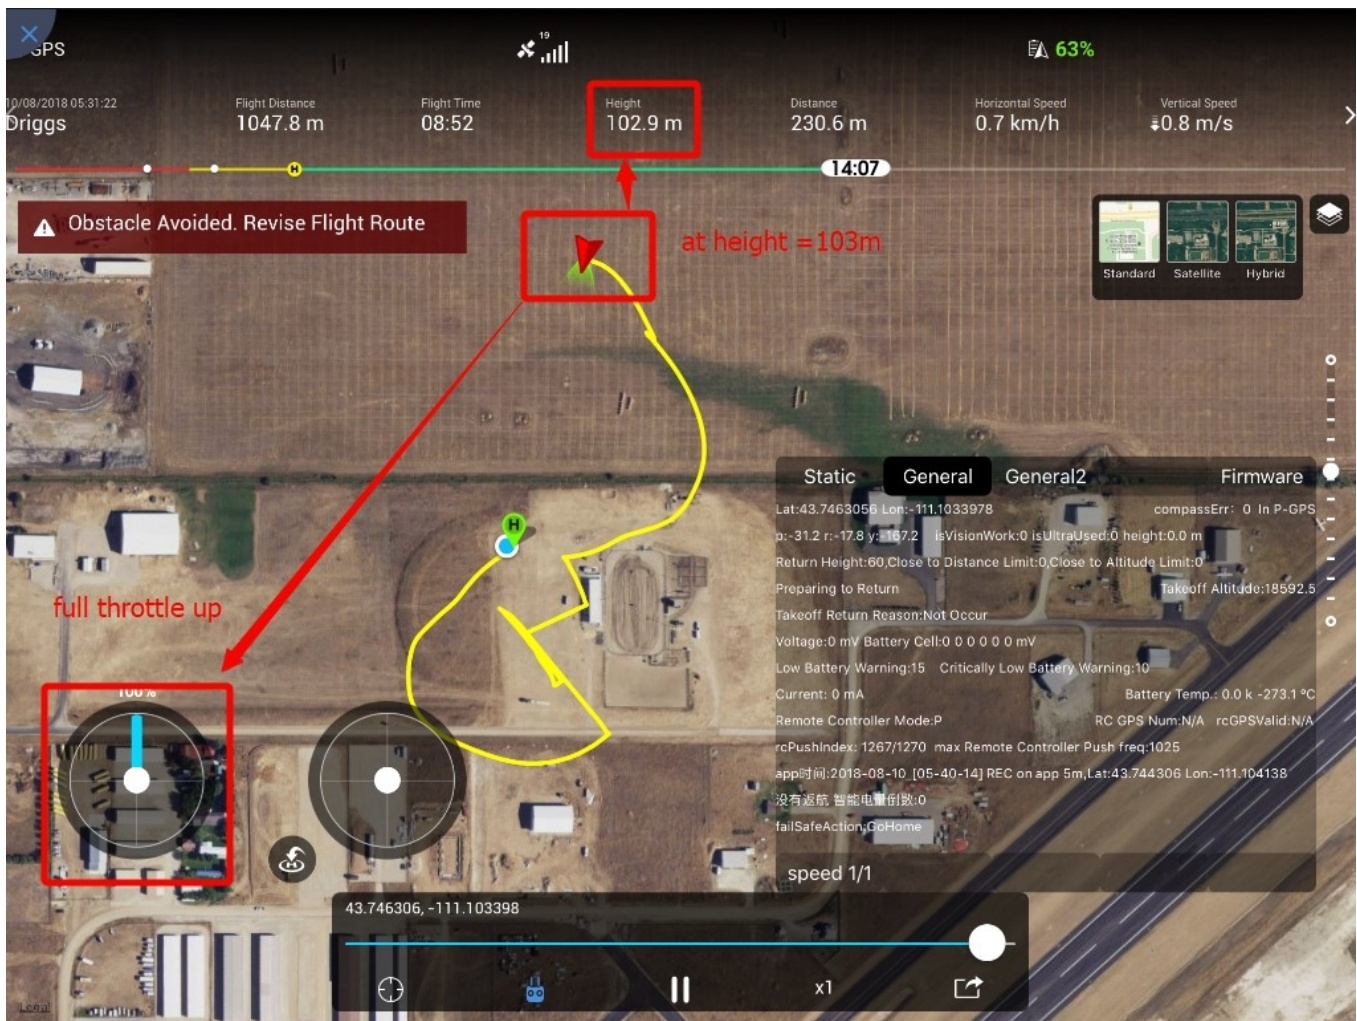 GPS
19
63%
10/08/2018 05:31:22
Driggs
Flight Distance
1047.8 m
Flight Time
08:52
Height
102.9 m
Distance
230.6 m
Horizontal Speed
0.7 km/h
Vertical Speed
0.8 m/s
H
14:07
Obstacle Avoided. Revise Flight Route
at height =103m
Standard
Satellite
Hybrid
Static
General
General2
Firmware
Lat:43.7463056 Lon:-111.1033978
compassErr: 0 In P-GPS
p:-31.2 r:-17.8 y:-167.2 isVisionWork:0 isUltraUsed:0 height:0.0 m
Return Height:60,Close to Distance Limit:0,Close to Altitude Limit:0
Preparing to Return
Takeoff Altitude:18592.5
Takeoff Return Reason:Not Occur
Voltage:0 mV Battery Cell:0 0 0 0 0 0 mV
Low Battery Warning:15 Critically Low Battery Warning:10
Current: 0 mA
Battery Temp.: 0.0 k -273.1 ºC
Remote Controller Mode:P
RC GPS Num:N/A rcGPSValid:N/A
rcPushIndex: 1267/1270 max Remote Controller Push freq:1025
app时间:2018-08-10 [05-40-14] REC on app 5m,Lat:43.744306 Lon:-111.104138
没有返航 智能电量倒数:0
failSafeAction:GoHome
speed 1/1
H
full throttle up
100%
H
43.746306, -111.103398
x1
Legal